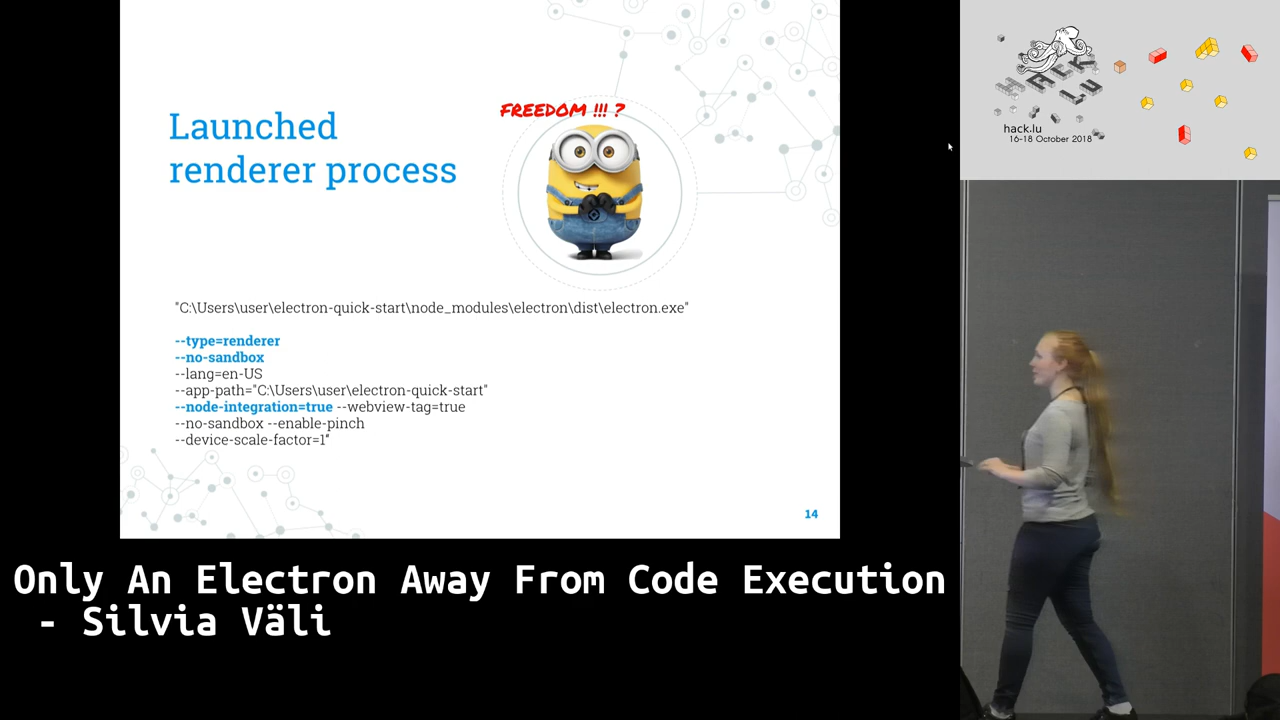 Launched
renderer process
FREEDOM !!! ?
"C:\Users\user\electron-quick-start\node_modules\electron\dist\electron.exe"
--type=renderer
--no-sandbox
--lang=en-US
--app-path="C:\Users\user\electron-quick-start"
--node-integration=true --webview-tag=true
--no-sandbox --enable-pinch
--device-scale-factor=1"
14
HACK
LU
hack.lu
16-18 October 2018
Only An Electron Away From Code Execution
- Silvia Väli